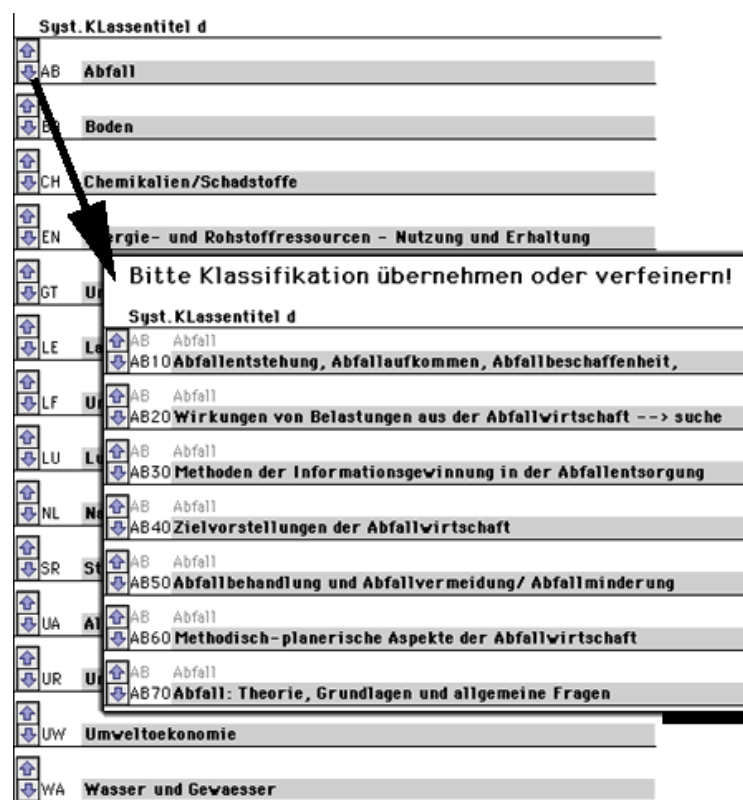 Syst. KLassentitel d
AB Abfall
Boden
CH Chemikalien/Schadstoffe
EN und Rohstoffressourcen - Nutzung und Erhaltung
GT
LE
LF
LU
NL
SR
UA
UR
UW Umweltoekonomie
WA Wasser und Gewaesser
Bitte Klassifikation übernehmen oder verfeinern!
Syst. KLassentitel d
AB Abfall
AB10 Abfallentstehung, Abfallaufkommen, Abfallbeschaffenheit,
AB Abfall
AB20 Wirkungen von Belastungen aus der Abfallwirtschaft --> suche
AB Abfall
AB30 Methoden der Informationsgewinnung in der Abfallentsorgung
AB Abfall
AB40 Zielvorstellungen der Abfallwirtschaft
AB Abfall
AB50 Abfallbehandlung und Abfallvermeidung/ Abfallminderung
AB Abfall
AB60 Methodisch-planerische Aspekte der Abfallwirtschaft
AB Abfall
AB70 Abfall: Theorie, Grundlagen und allgemeine Fragen